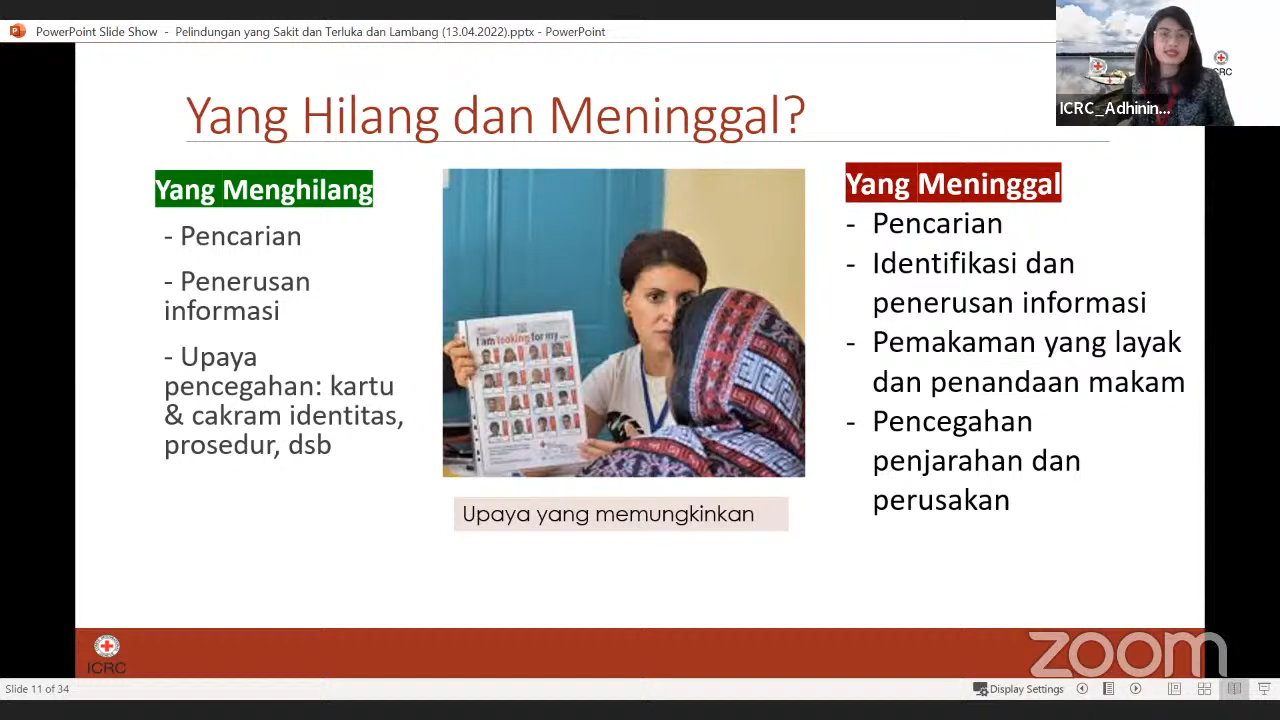 PowerPoint Slide Show - Pelindungan yang Sakit dan Terluka dan Lambang (13.04.2022).pptx - PowerPoint
ICRC_Adhinin...
Yang Hilang dan Meninggal?
Yang Menghilang
- Pencarian
- Penerusan
informasi
- Upaya
pencegahan: kartu
& cakram identitas,
prosedur, dsb
I am looking for my
Upaya yang memungkinkan
Yang Meninggal
- Pencarian
- Identifikasi dan
penerusan informasi
- Pemakaman yang layak
dan penandaan makam
- Pencegahan
penjarahan dan
perusakan
ICRC
zoom
Slide 11 of 34
Display Settings